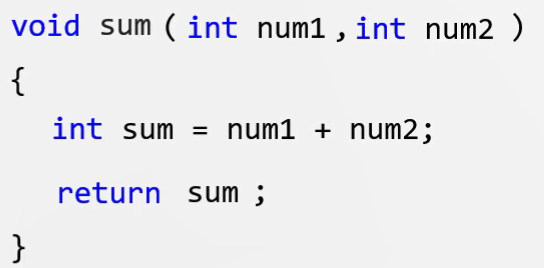 void sum ( int num1 , int num2 )
{
int sum = num1 + num2;
return sum ;
}